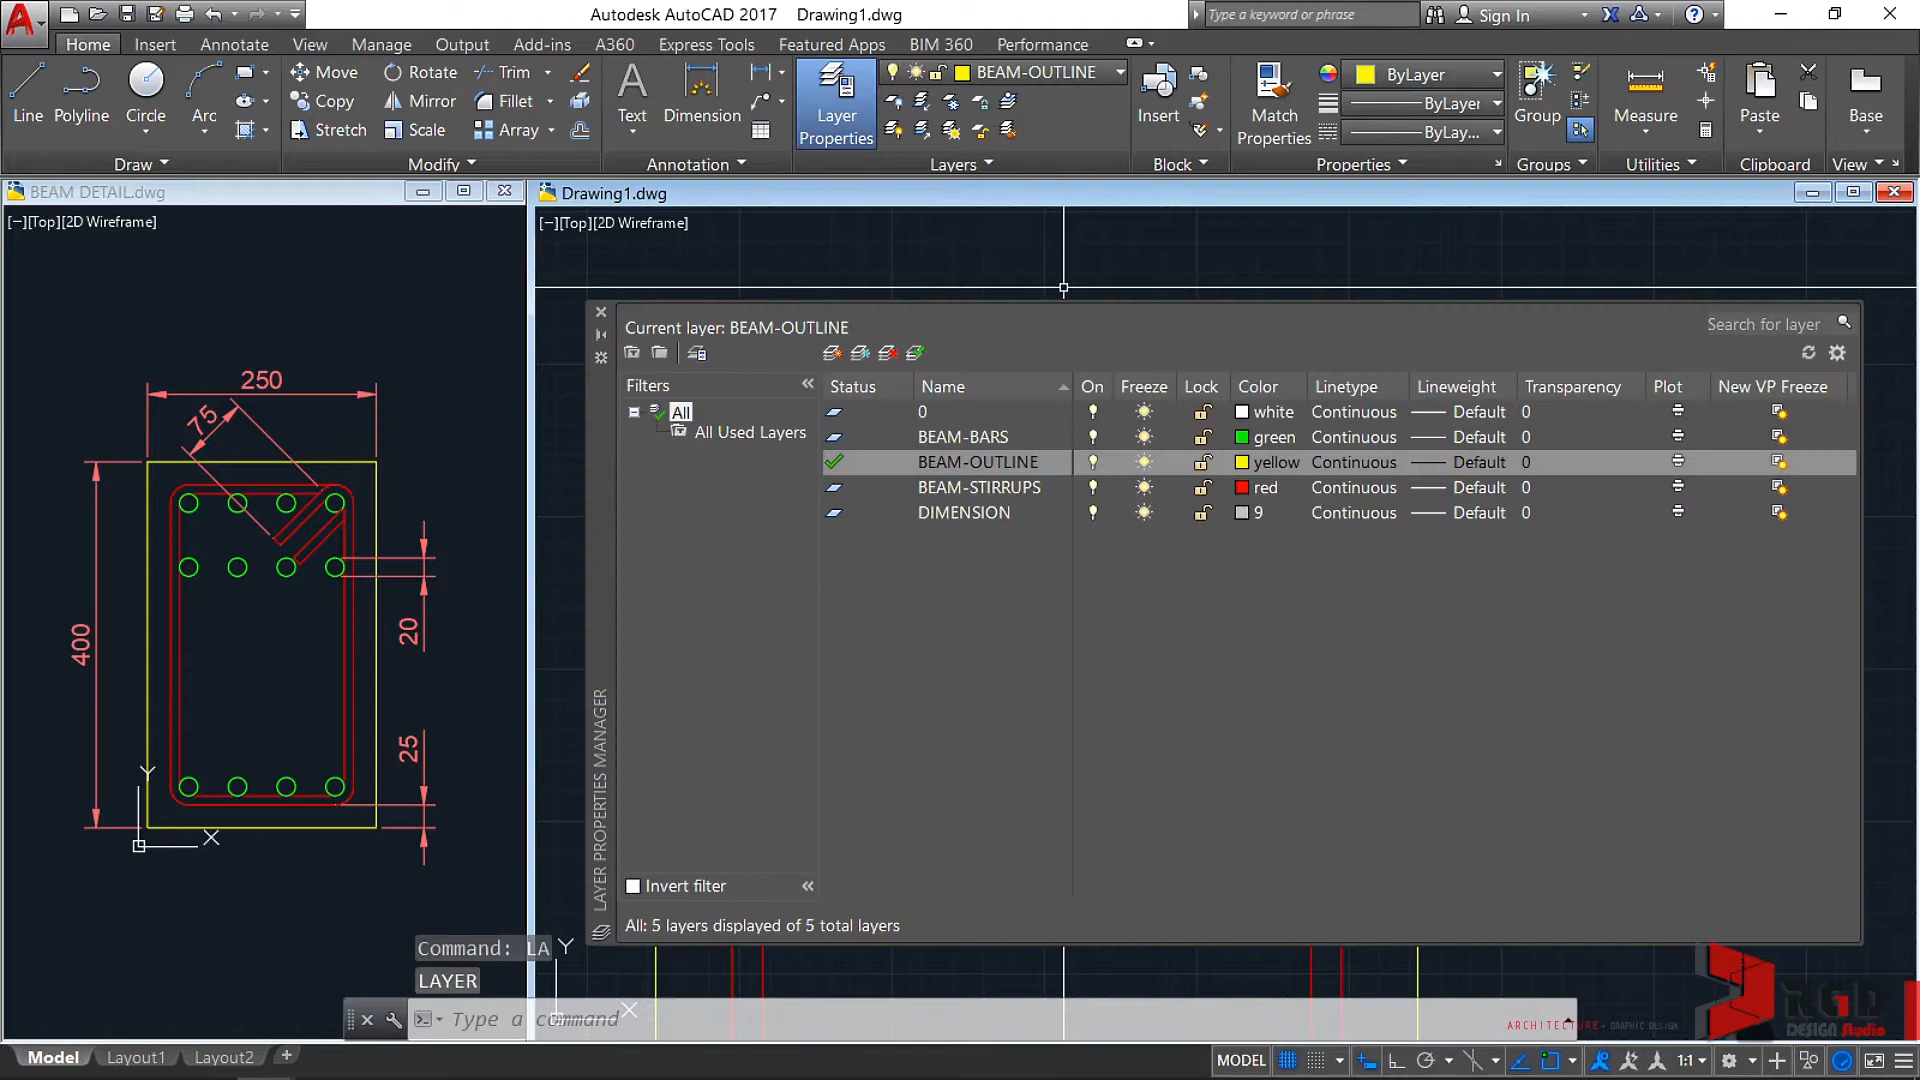 Autodesk AutoCAD 2017 Drawing1.dwg
Type a keyword or phrase
Sign In
Home Insert Annotate View Manage Output Add-ins A360 Express Tools Featured Apps BIM 360 Performance
Line Polyline Circle Arc
Move Rotate Trim
Copy Mirror Fillet
Stretch Scale Array
Text Dimension
Layer Properties
BEAM-OUTLINE
Insert
Match Properties
ByLayer
ByLayer
ByLay...
Group Measure Paste Base
Draw Modify Annotation Layers Block Properties Groups Utilities Clipboard View
BEAM DETAIL.dwg
[−][Top][2D Wireframe]
250
75
400
20
25
Y
X
Drawing1.dwg
[−][Top][2D Wireframe]
Current layer: BEAM-OUTLINE
Search for layer
Filters
All
All Used Layers
Status Name On Freeze Lock Color Linetype Lineweight Transparency Plot New VP Freeze
0 white Continuous Default 0
BEAM-BARS green Continuous Default 0
BEAM-OUTLINE yellow Continuous Default 0
BEAM-STIRRUPS red Continuous Default 0
DIMENSION 9 Continuous Default 0
Invert filter
All: 5 layers displayed of 5 total layers
LAYER PROPERTIES MANAGER
Command: LA
Y
LAYER
X
Type a command
ARCHITECTURE + GRAPHIC DESIGN
RGD
DESIGN Studio
Model Layout1 Layout2 +
MODEL 1:1